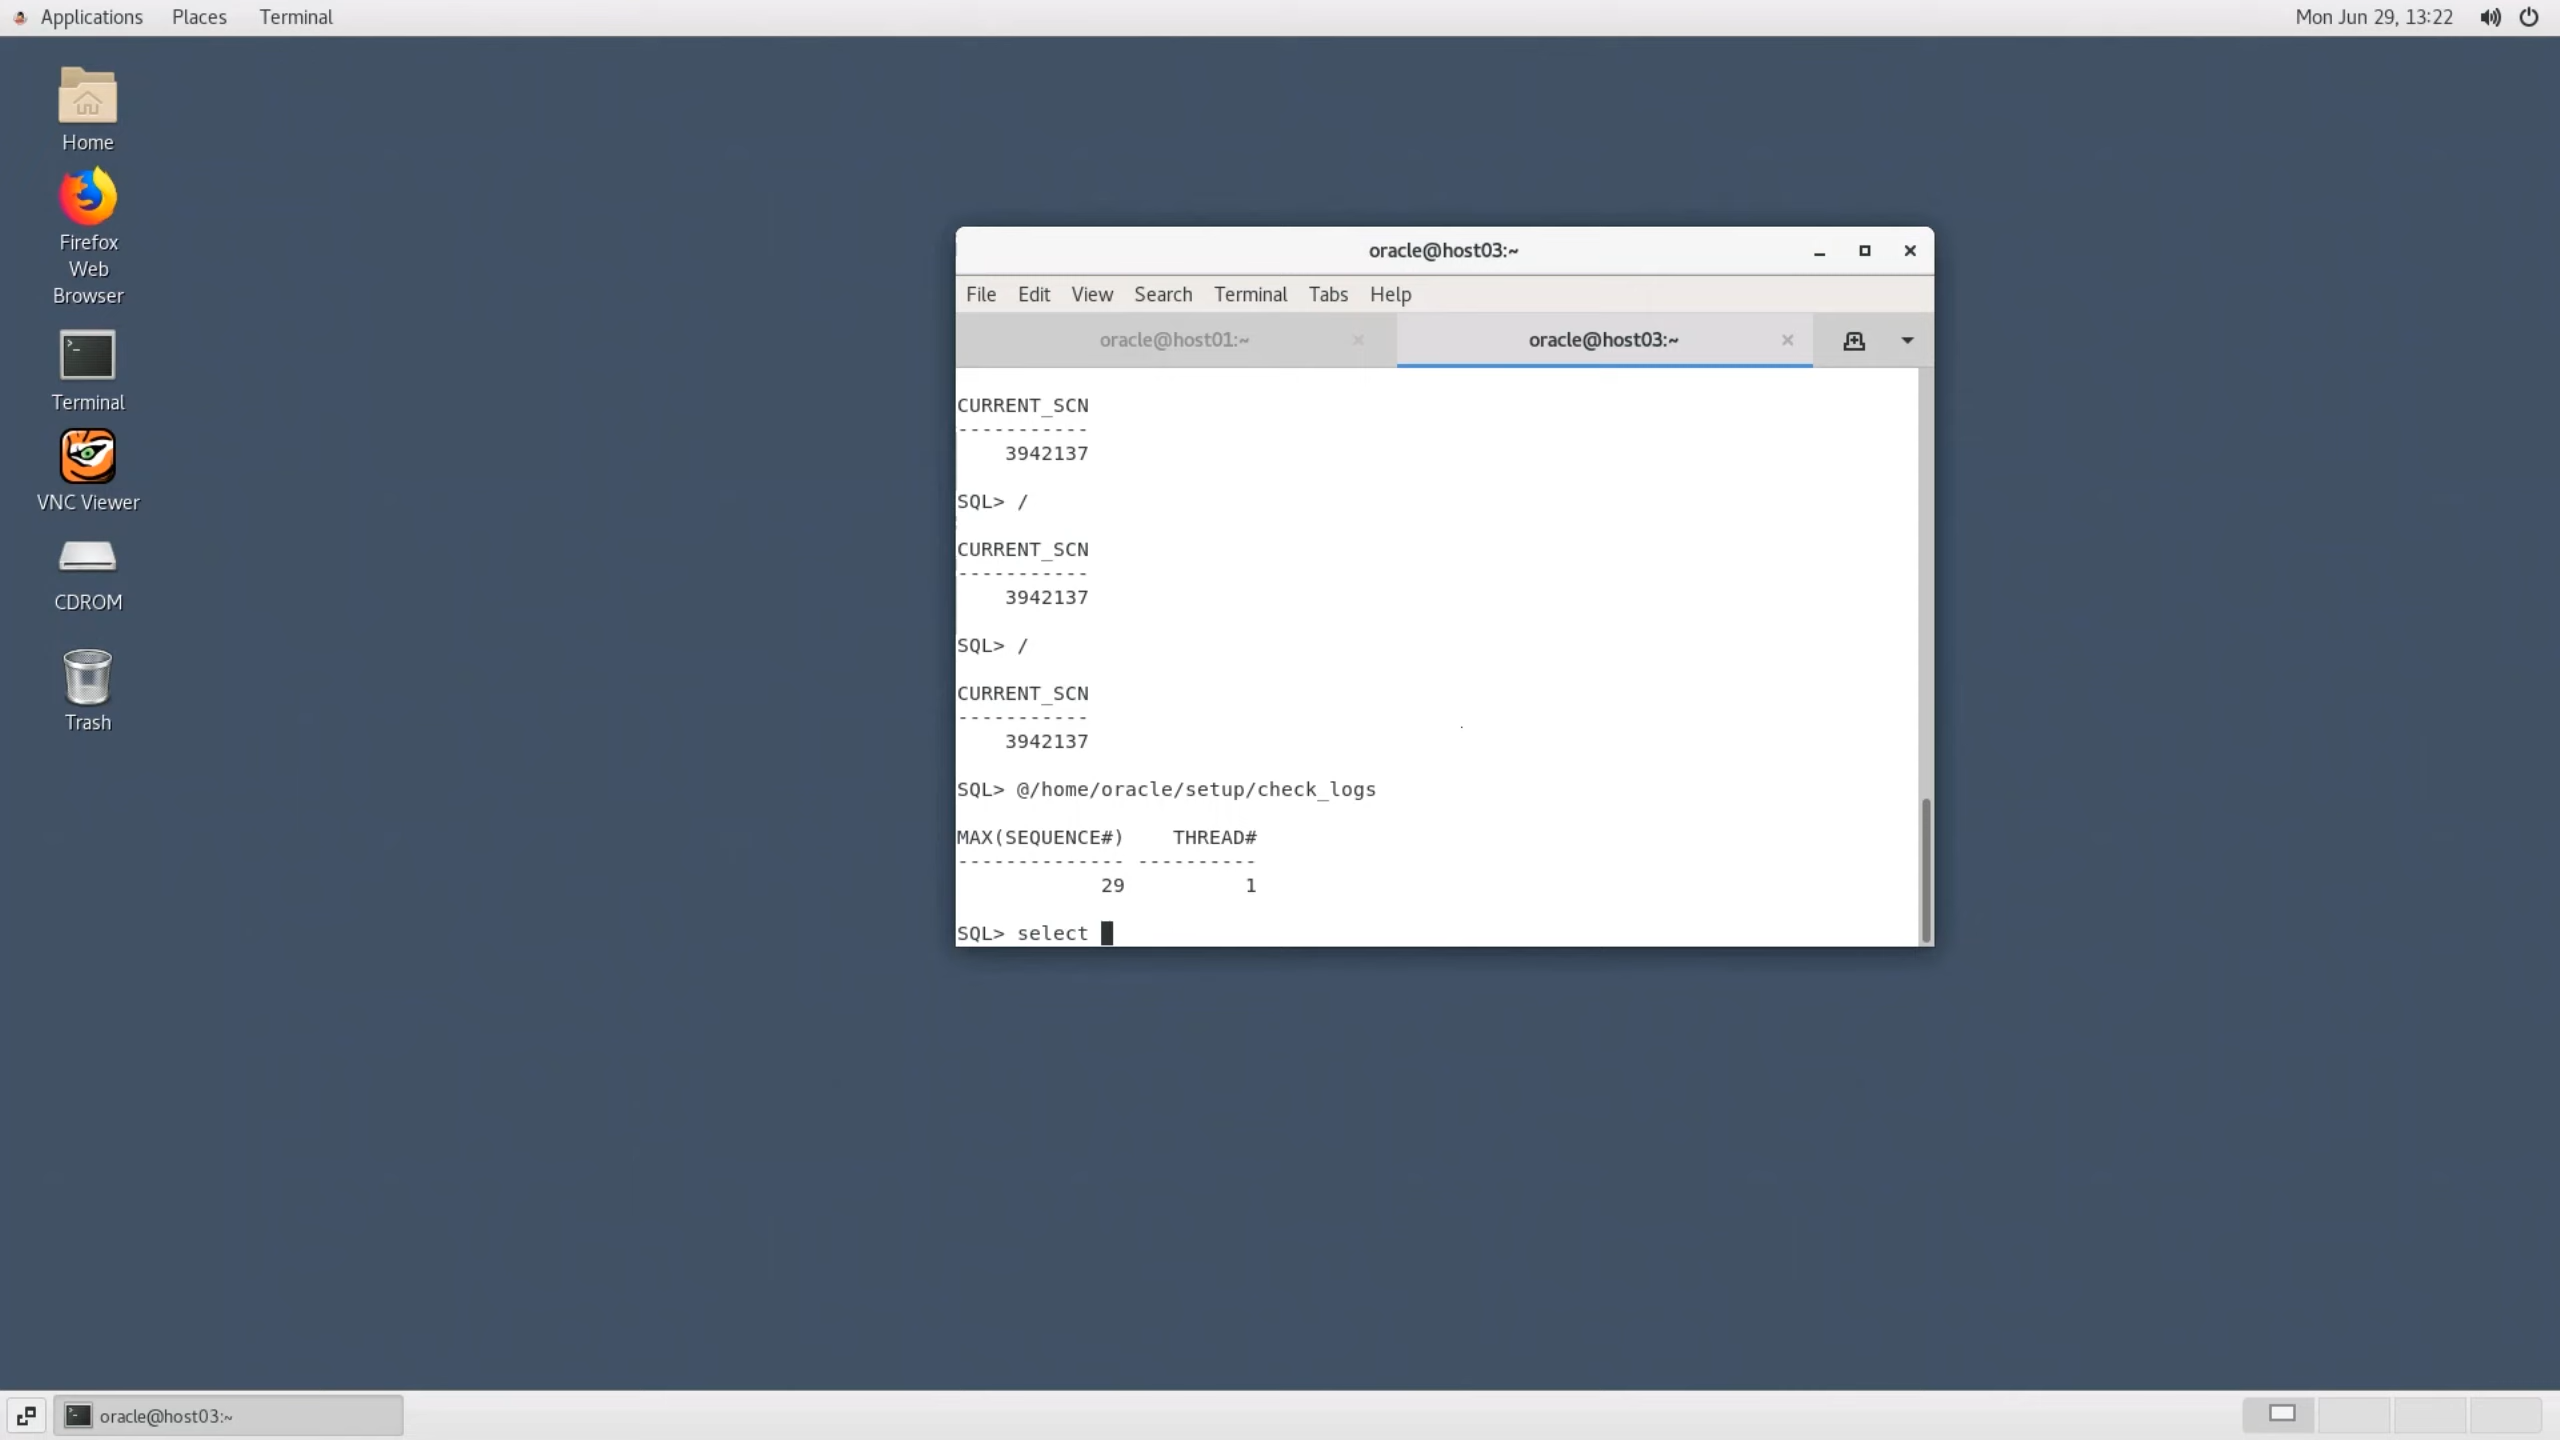 Applications Places Terminal Mon Jun 29, 13:22
Home
Firefox
Web
Browser
Terminal
VNC Viewer
CDROM
Trash
oracle@host03:~
File Edit View Search Terminal Tabs Help
oracle@host01:~ oracle@host03:~
CURRENT_SCN
-----------
3942137
SQL> /
CURRENT_SCN
-----------
3942137
SQL> /
CURRENT_SCN
-----------
3942137
SQL> @/home/oracle/setup/check_logs
MAX(SEQUENCE#) THREAD#
-------------- ----------
29 1
SQL> select
oracle@host03:~